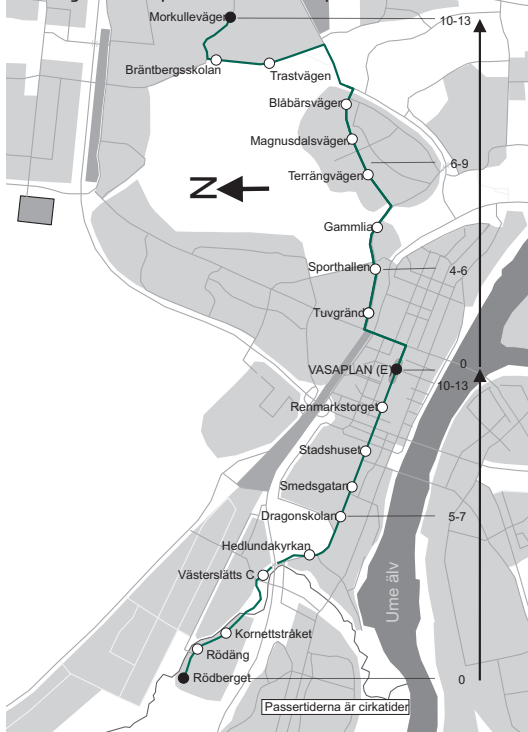 Morkullevägen
10-13
Bräntbergsskolan
Trastvägen
Blåbärsvägen
Magnusdalsvägen
6-9
Terrängvägen
N
Gammlia
Sporthallen
4-6
Tuvgränd
0
VASAPLAN (E)
10-13
Renmarkstorget
Stadshuset
Smedsgatan
Dragonskolan
5-7
Hedlundakyrkan
Västerslätts C
Ume älv
Kornettstråket
Rödäng
Rödberget
0
Passertiderna är cirkatider